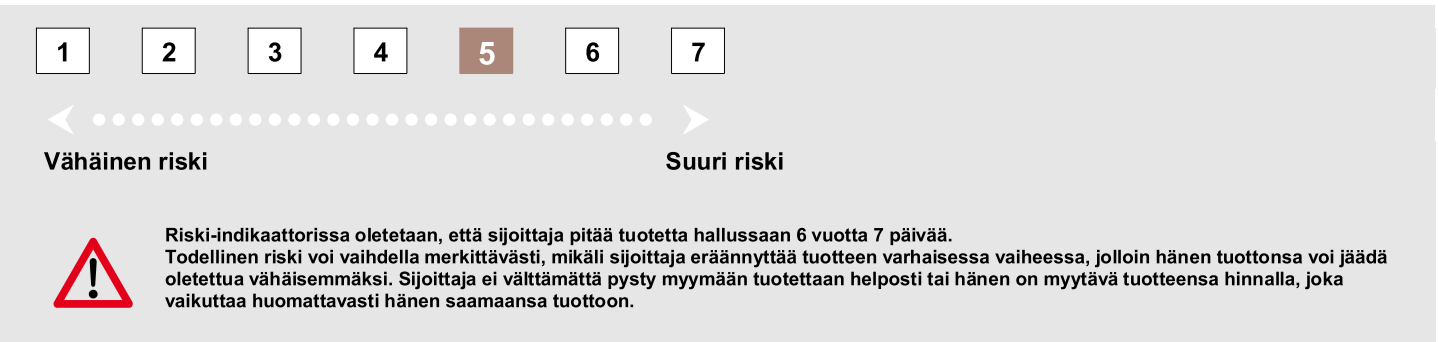 1 2 3 4 5 6 7
Vähäinen riski Suuri riski
Riski-indikaattorissa oletetaan, että sijoittaja pitää tuotetta hallussaan 6 vuotta 7 päivää.
Todellinen riski voi vaihdella merkittävästi, mikäli sijoittaja eräännyttää tuotteen varhaisessa vaiheessa, jolloin hänen tuottonsa voi jäädä
oletettua vähäisemmäksi. Sijoittaja ei välttämättä pysty myymään tuotettaan helposti tai hänen on myytävä tuotteensa hinnalla, joka
vaikuttaa huomattavasti hänen saamaansa tuottoon.